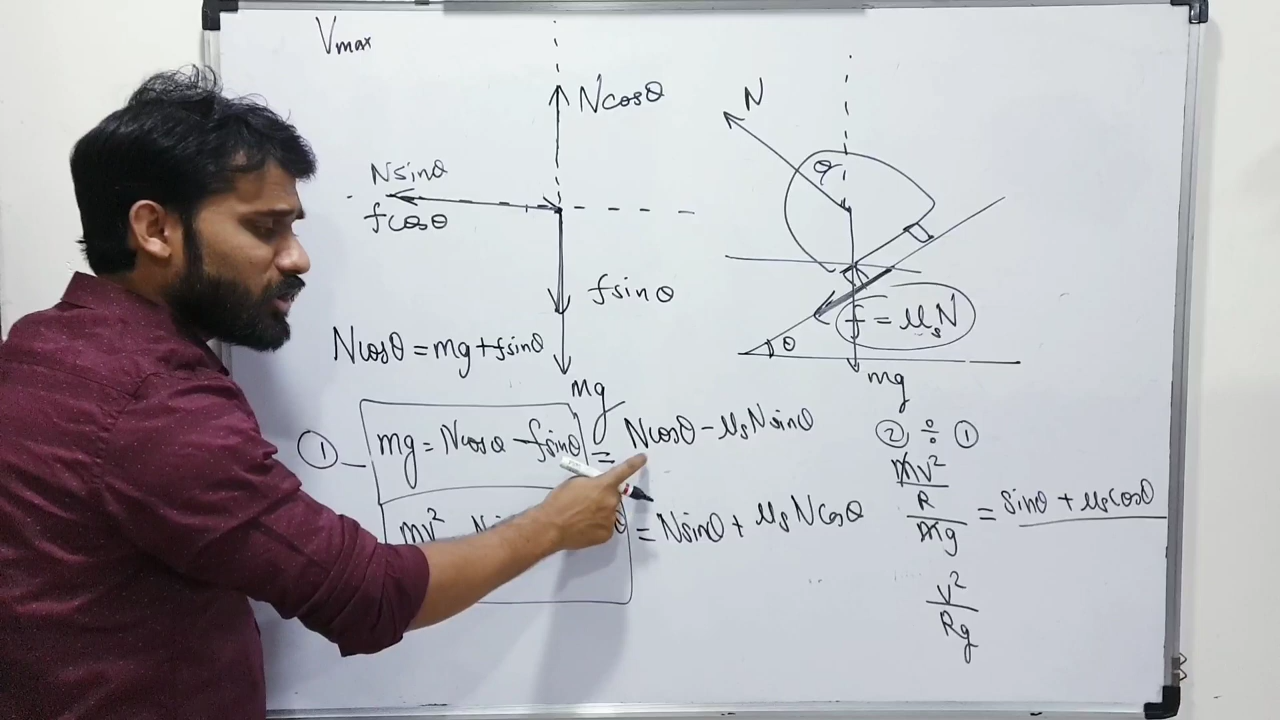 Vmax
Ncosθ
Nsinθ
fcosθ
fsinθ
mg
Ncosθ = mg + fsinθ
N
θ
f = μsN
θ
mg
① mg = Ncosθ - fsinθ = Ncosθ - μsNsinθ
mv²
θ = Nsinθ + μsNcosθ
② ÷ ①
mv²
R
mg
= sinθ + μscosθ
v²
Rg